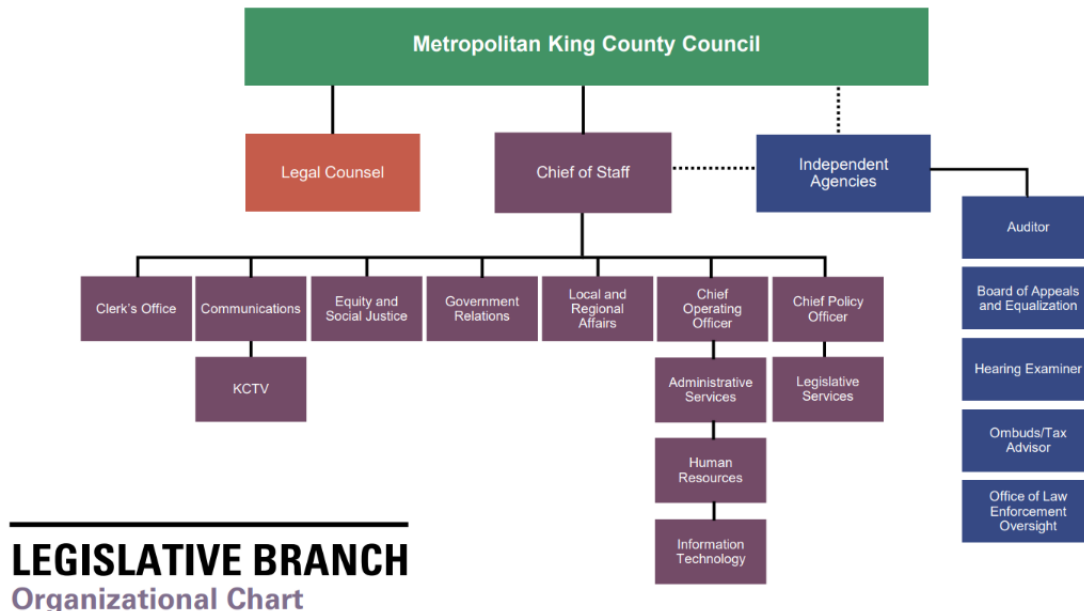 Metropolitan King County Council
Legal Counsel
Chief of Staff
Independent
Agencies
Auditor
Board of Appeals
and Equalization
Hearing Examiner
Ombuds/Tax
Advisor
Office of Law
Enforcement
Oversight
Clerk's Office
Communications
Equity and
Social Justice
Government
Relations
Local and
Regional
Affairs
Chief
Operating
Officer
Chief Policy
Officer
KCTV
Administrative
Services
Legislative
Services
Human
Resources
Information
Technology
LEGISLATIVE BRANCH
Organizational Chart